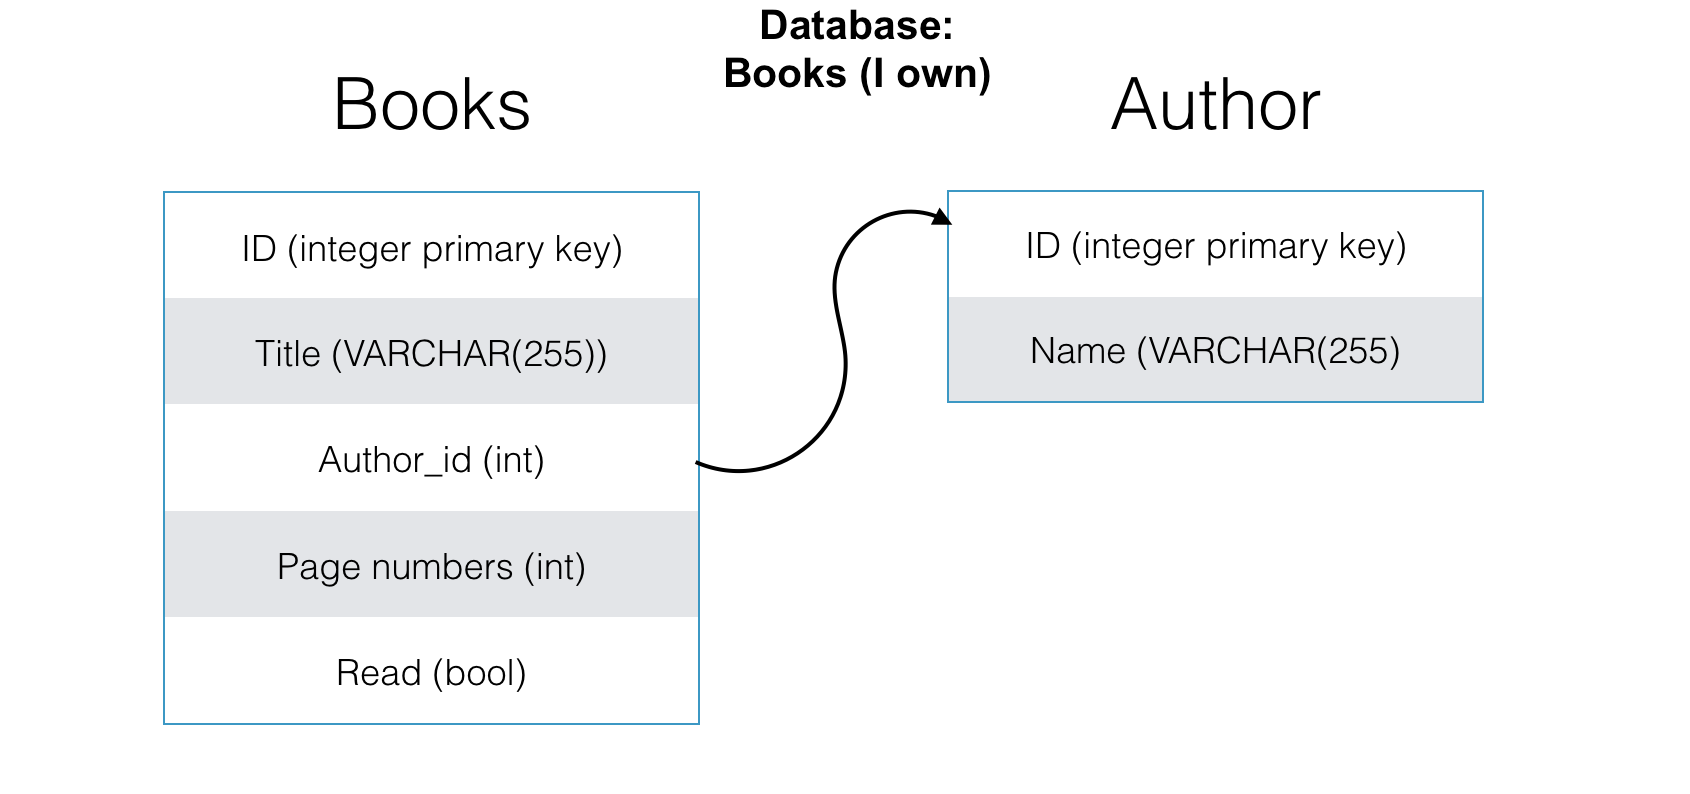 Database:
Books (I own)
Books
Author
ID (integer primary key)
Title (VARCHAR(255))
Author_id (int)
Page numbers (int)
Read (bool)
ID (integer primary key)
Name (VARCHAR(255)